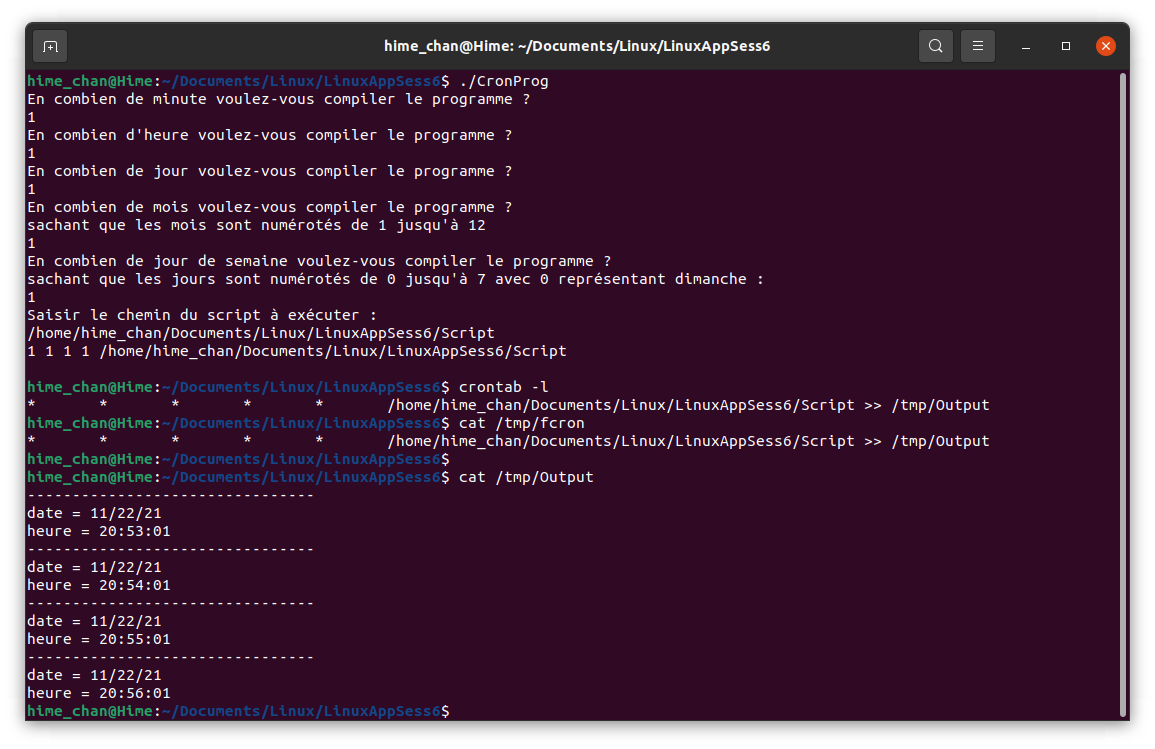 hime_chan@Hime: ~/Documents/Linux/LinuxAppSess6
hime_chan@Hime:~/Documents/Linux/LinuxAppSess6$ ./CronProg
En combien de minute voulez-vous compiler le programme ?
1
En combien d'heure voulez-vous compiler le programme ?
1
En combien de jour voulez-vous compiler le programme ?
1
En combien de mois voulez-vous compiler le programme ?
sachant que les mois sont numérotés de 1 jusqu'à 12
1
En combien de jour de semaine voulez-vous compiler le programme ?
sachant que les jours sont numérotés de 0 jusqu'à 7 avec 0 représentant dimanche :
1
Saisir le chemin du script à exécuter :
/home/hime_chan/Documents/Linux/LinuxAppSess6/Script
1 1 1 1 /home/hime_chan/Documents/Linux/LinuxAppSess6/Script
hime_chan@Hime:~/Documents/Linux/LinuxAppSess6$ crontab -l
*       *       *       *       *       /home/hime_chan/Documents/Linux/LinuxAppSess6/Script >> /tmp/Output
hime_chan@Hime:~/Documents/Linux/LinuxAppSess6$ cat /tmp/fcron
*       *       *       *       *       /home/hime_chan/Documents/Linux/LinuxAppSess6/Script >> /tmp/Output
hime_chan@Hime:~/Documents/Linux/LinuxAppSess6$
hime_chan@Hime:~/Documents/Linux/LinuxAppSess6$ cat /tmp/Output
--------------------------------
date = 11/22/21
heure = 20:53:01
--------------------------------
date = 11/22/21
heure = 20:54:01
--------------------------------
date = 11/22/21
heure = 20:55:01
--------------------------------
date = 11/22/21
heure = 20:56:01
hime_chan@Hime:~/Documents/Linux/LinuxAppSess6$